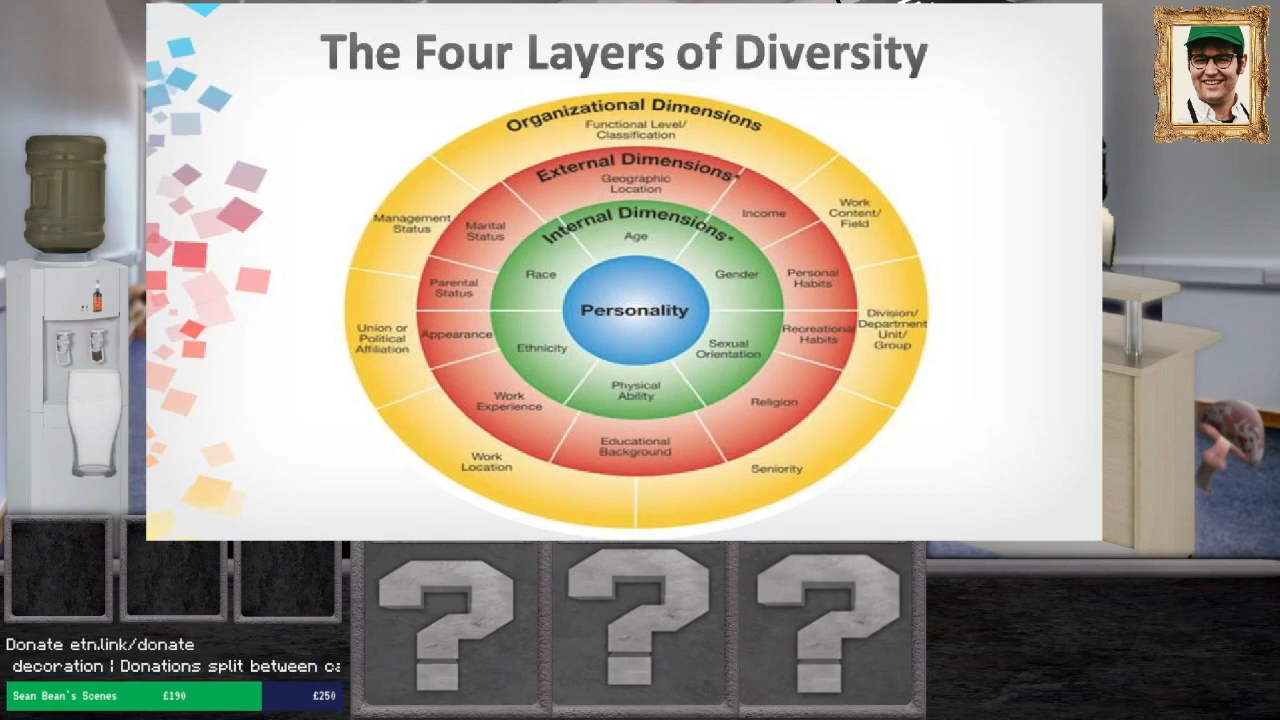 The Four Layers of Diversity
Organizational Dimensions
Functional Level/
Classification
External Dimensions*
Geographic
Location
Income
Work
Content/
Field
Management
Status
Marital
Status
Internal Dimensions*
Age
Race
Gender
Personal
Habits
Parental
Status
Personality
Union or
Political
Affiliation
Appearance
Ethnicity
Sexual
Orientation
Recreational
Habits
Division/
Department
Unit/
Group
Physical
Ability
Work
Experience
Religion
Educational
Background
Work
Location
Seniority
? ? ?
Donate etn.link/donate
decoration | Donations split between ca
Sean Bean's Scenes £190 £250